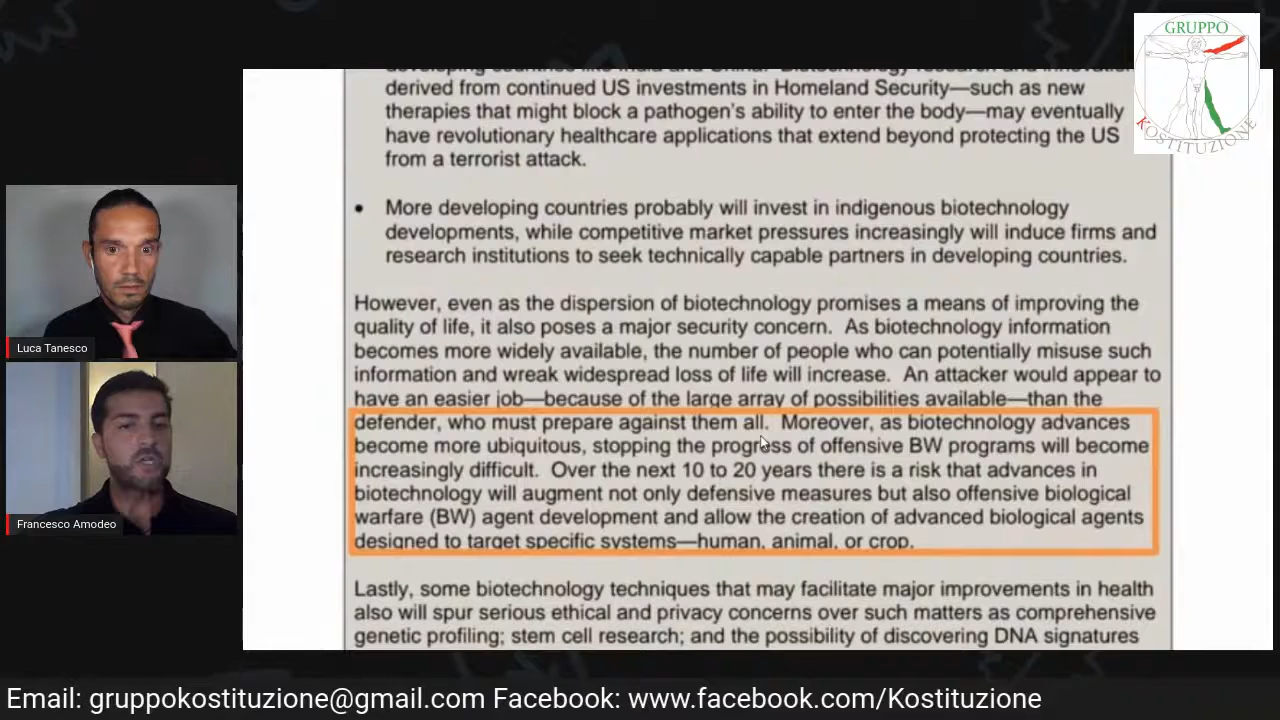 GRUPPO
KOSTITUZIONE
derived from continued US investments in Homeland Security—such as new
therapies that might block a pathogen's ability to enter the body—may eventually
have revolutionary healthcare applications that extend beyond protecting the US
from a terrorist attack.
• More developing countries probably will invest in indigenous biotechnology
developments, while competitive market pressures increasingly will induce firms and
research institutions to seek technically capable partners in developing countries.
However, even as the dispersion of biotechnology promises a means of improving the
quality of life, it also poses a major security concern. As biotechnology information
becomes more widely available, the number of people who can potentially misuse such
information and wreak widespread loss of life will increase. An attacker would appear to
have an easier job—because of the large array of possibilities available—than the
defender, who must prepare against them all. Moreover, as biotechnology advances
become more ubiquitous, stopping the progress of offensive BW programs will become
increasingly difficult. Over the next 10 to 20 years there is a risk that advances in
biotechnology will augment not only defensive measures but also offensive biological
warfare (BW) agent development and allow the creation of advanced biological agents
designed to target specific systems—human, animal, or crop.
Lastly, some biotechnology techniques that may facilitate major improvements in health
also will spur serious ethical and privacy concerns over such matters as comprehensive
genetic profiling; stem cell research; and the possibility of discovering DNA signatures
Luca Tanesco
Francesco Amodeo
Email: gruppokostituzione@gmail.com Facebook: www.facebook.com/Kostituzione